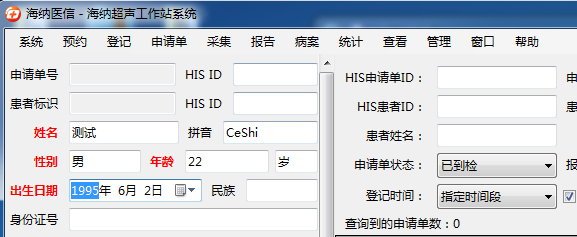 海纳医信 - 海纳超声工作站系统
系统 预约 登记 申请单 采集 报告 病案 统计 查看 管理 窗口 帮助
申请单号 HIS ID
患者标识 HIS ID
姓名 测试 拼音 CeShi
性别 男 年龄 22 岁
出生日期 1995年 6月 2日 民族
身份证号
HIS申请单ID： 申
HIS患者ID： 患
患者姓名：
申请单状态： 已到检 报
登记时间： 指定时间段
查询到的申请单数：0